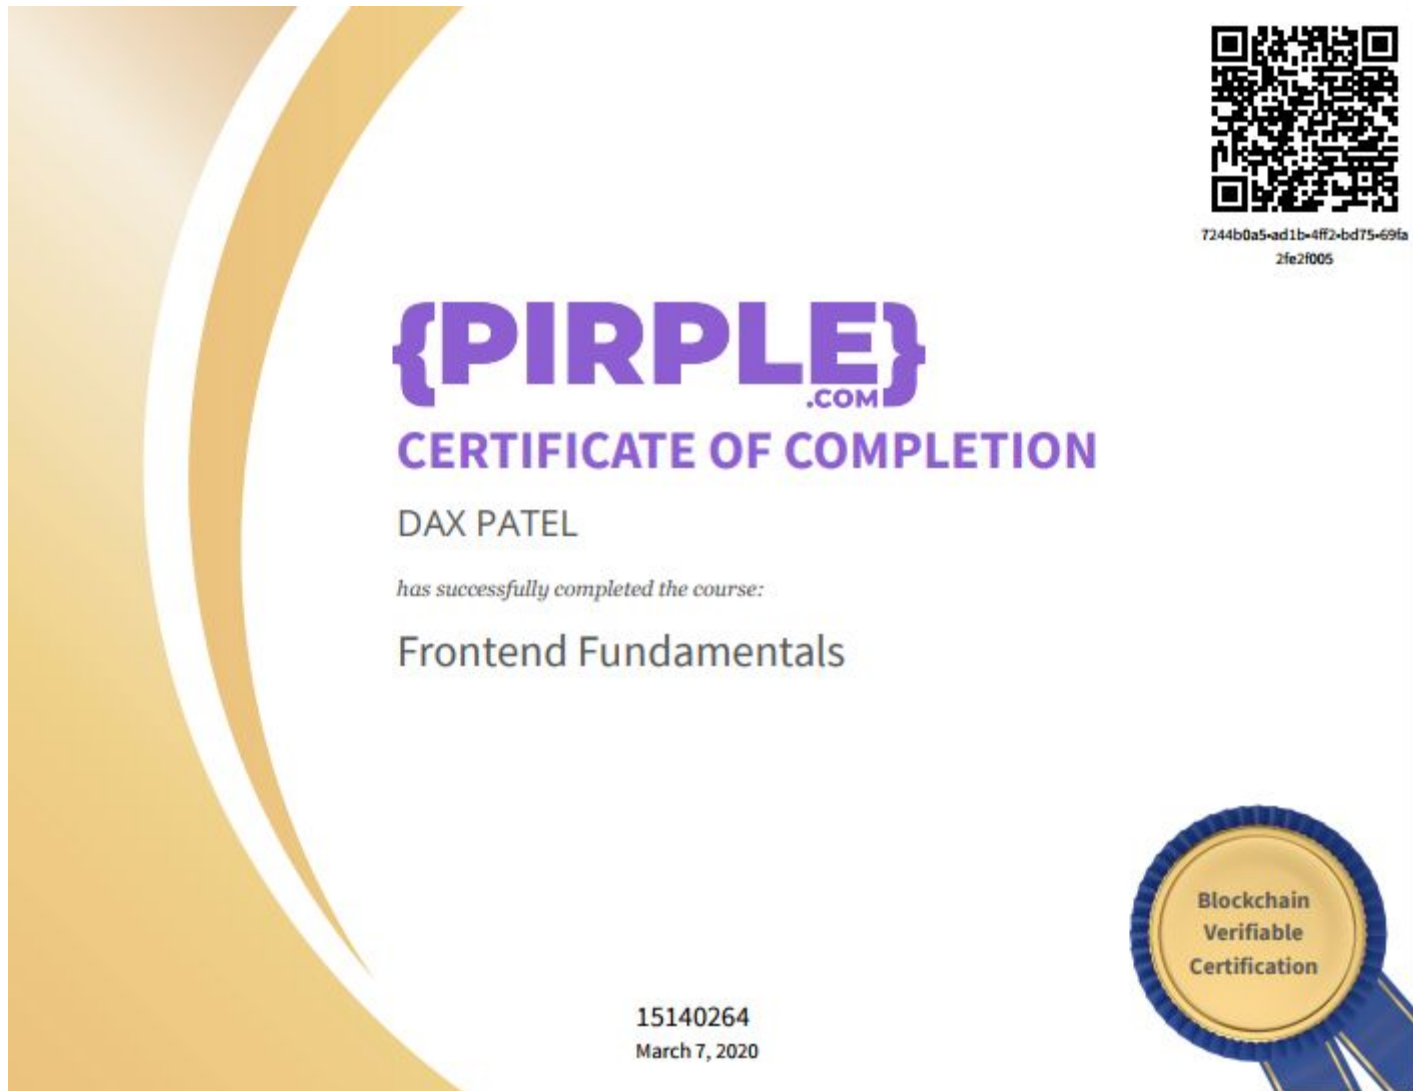 7244b0a5-ad1b-4ff2-bd75-69fa
2fe2f005
{PIRPLE}
.COM
CERTIFICATE OF COMPLETION
DAX PATEL
has successfully completed the course:
Frontend Fundamentals
Blockchain
Verifiable
Certification
15140264
March 7, 2020